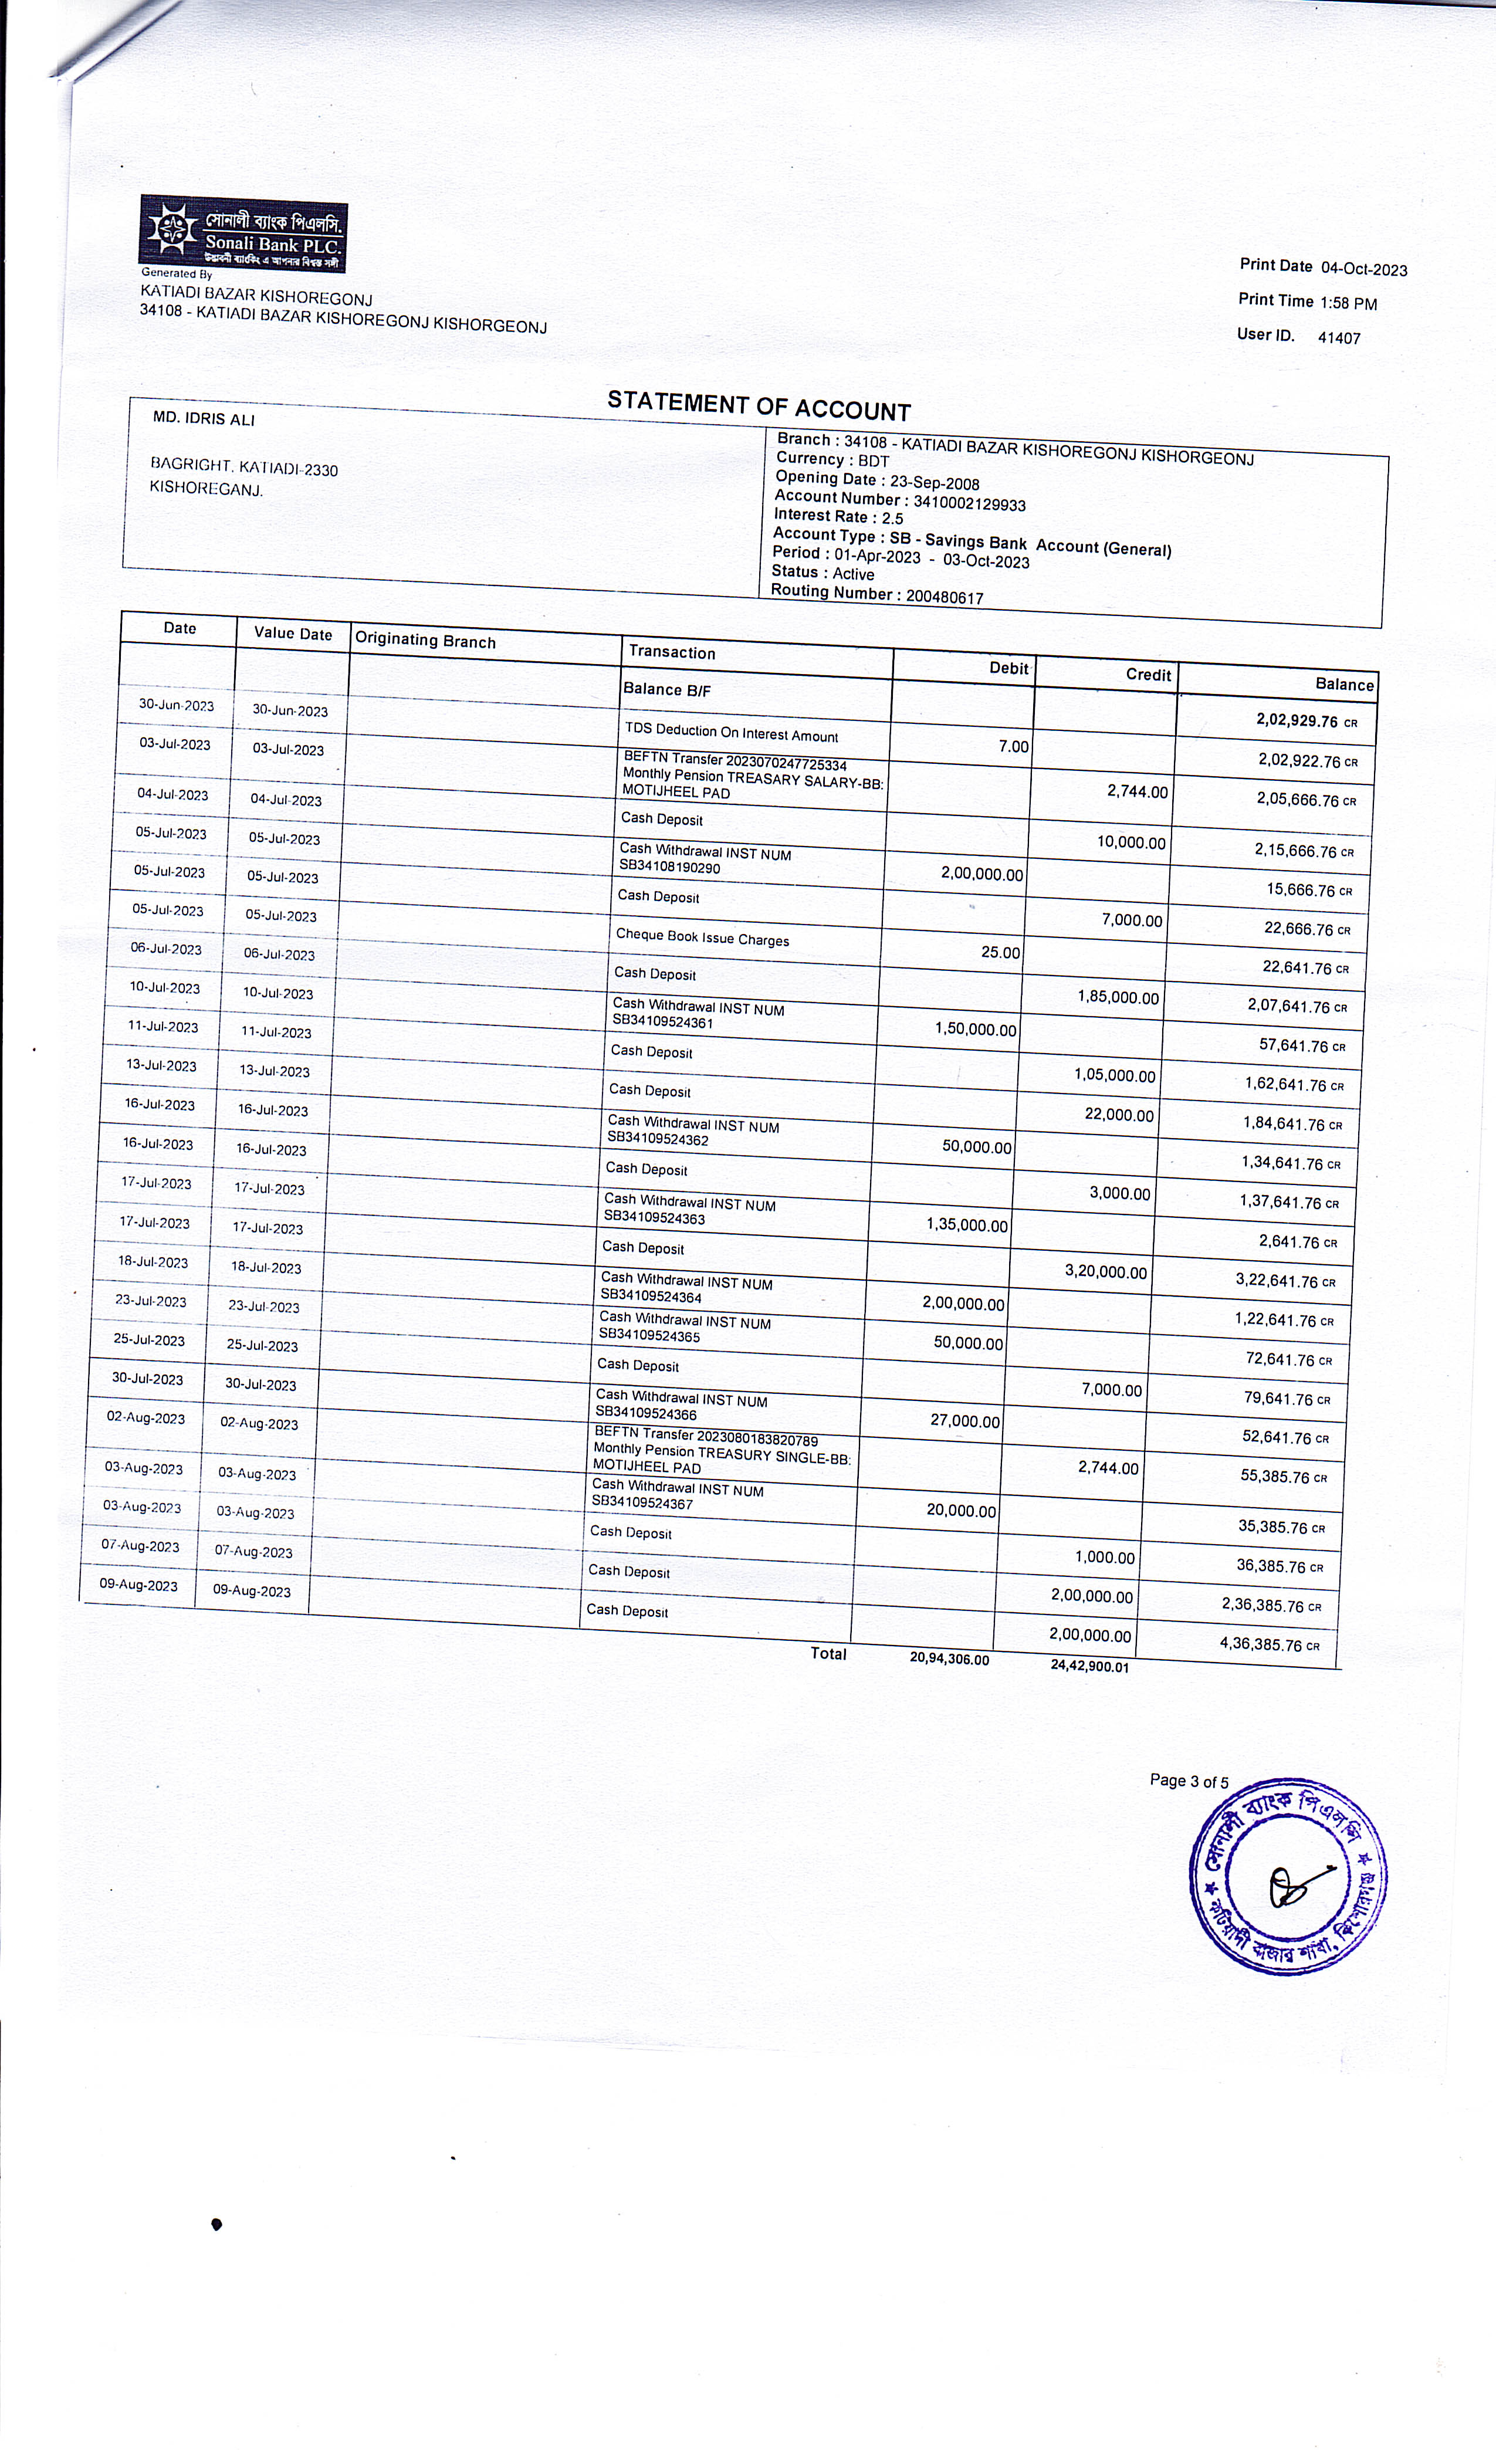 সোনালী ব্যাংক পিএলসি.
Sonali Bank PLC.
উদ্ভাবনী ব্যাংকিং এ আপনার বিশ্বস্ত সঙ্গী
Generated By
KATIADI BAZAR KISHOREGONJ
34108 - KATIADI BAZAR KISHOREGONJ KISHORGEONJ
Print Date 04-Oct-2023
Print Time 1:58 PM
User ID. 41407
STATEMENT OF ACCOUNT
MD. IDRIS ALI
BAGRIGHT. KATIADI-2330
KISHOREGANJ.
Branch : 34108 - KATIADI BAZAR KISHOREGONJ KISHORGEONJ
Currency : BDT
Opening Date : 23-Sep-2008
Account Number : 3410002129933
Interest Rate : 2.5
Account Type : SB - Savings Bank Account (General)
Period : 01-Apr-2023 - 03-Oct-2023
Status : Active
Routing Number : 200480617
Date Value Date Originating Branch Transaction Debit Credit Balance
Balance B/F 2,02,929.76 CR
30-Jun-2023 30-Jun-2023 TDS Deduction On Interest Amount 7.00 2,02,922.76 CR
03-Jul-2023 03-Jul-2023 BEFTN Transfer 2023070247725334
Monthly Pension TREASARY SALARY-BB:
MOTIJHEEL PAD 2,744.00 2,05,666.76 CR
04-Jul-2023 04-Jul-2023 Cash Deposit 10,000.00 2,15,666.76 CR
05-Jul-2023 05-Jul-2023 Cash Withdrawal INST NUM
SB34108190290 2,00,000.00 15,666.76 CR
05-Jul-2023 05-Jul-2023 Cash Deposit 7,000.00 22,666.76 CR
05-Jul-2023 05-Jul-2023 Cheque Book Issue Charges 25.00 22,641.76 CR
06-Jul-2023 06-Jul-2023 Cash Deposit 1,85,000.00 2,07,641.76 CR
10-Jul-2023 10-Jul-2023 Cash Withdrawal INST NUM
SB34109524361 1,50,000.00 57,641.76 CR
11-Jul-2023 11-Jul-2023 Cash Deposit 1,05,000.00 1,62,641.76 CR
13-Jul-2023 13-Jul-2023 Cash Deposit 22,000.00 1,84,641.76 CR
16-Jul-2023 16-Jul-2023 Cash Withdrawal INST NUM
SB34109524362 50,000.00 1,34,641.76 CR
16-Jul-2023 16-Jul-2023 Cash Deposit 3,000.00 1,37,641.76 CR
17-Jul-2023 17-Jul-2023 Cash Withdrawal INST NUM
SB34109524363 1,35,000.00 2,641.76 CR
17-Jul-2023 17-Jul-2023 Cash Deposit 3,20,000.00 3,22,641.76 CR
18-Jul-2023 18-Jul-2023 Cash Withdrawal INST NUM
SB34109524364 2,00,000.00 1,22,641.76 CR
23-Jul-2023 23-Jul-2023 Cash Withdrawal INST NUM
SB34109524365 50,000.00 72,641.76 CR
25-Jul-2023 25-Jul-2023 Cash Deposit 7,000.00 79,641.76 CR
30-Jul-2023 30-Jul-2023 Cash Withdrawal INST NUM
SB34109524366 27,000.00 52,641.76 CR
02-Aug-2023 02-Aug-2023 BEFTN Transfer 2023080183820789
Monthly Pension TREASURY SINGLE-BB:
MOTIJHEEL PAD 2,744.00 55,385.76 CR
03-Aug-2023 03-Aug-2023 Cash Withdrawal INST NUM
SB34109524367 20,000.00 35,385.76 CR
03-Aug-2023 03-Aug-2023 Cash Deposit 1,000.00 36,385.76 CR
07-Aug-2023 07-Aug-2023 Cash Deposit 2,00,000.00 2,36,385.76 CR
09-Aug-2023 09-Aug-2023 Cash Deposit 2,00,000.00 4,36,385.76 CR
Total 20,94,306.00 24,42,900.01
Page 3 of 5
সোনালী ব্যাংক পিএলসি
কটিয়াদী বাজার শাখা, কিশোরগঞ্জ